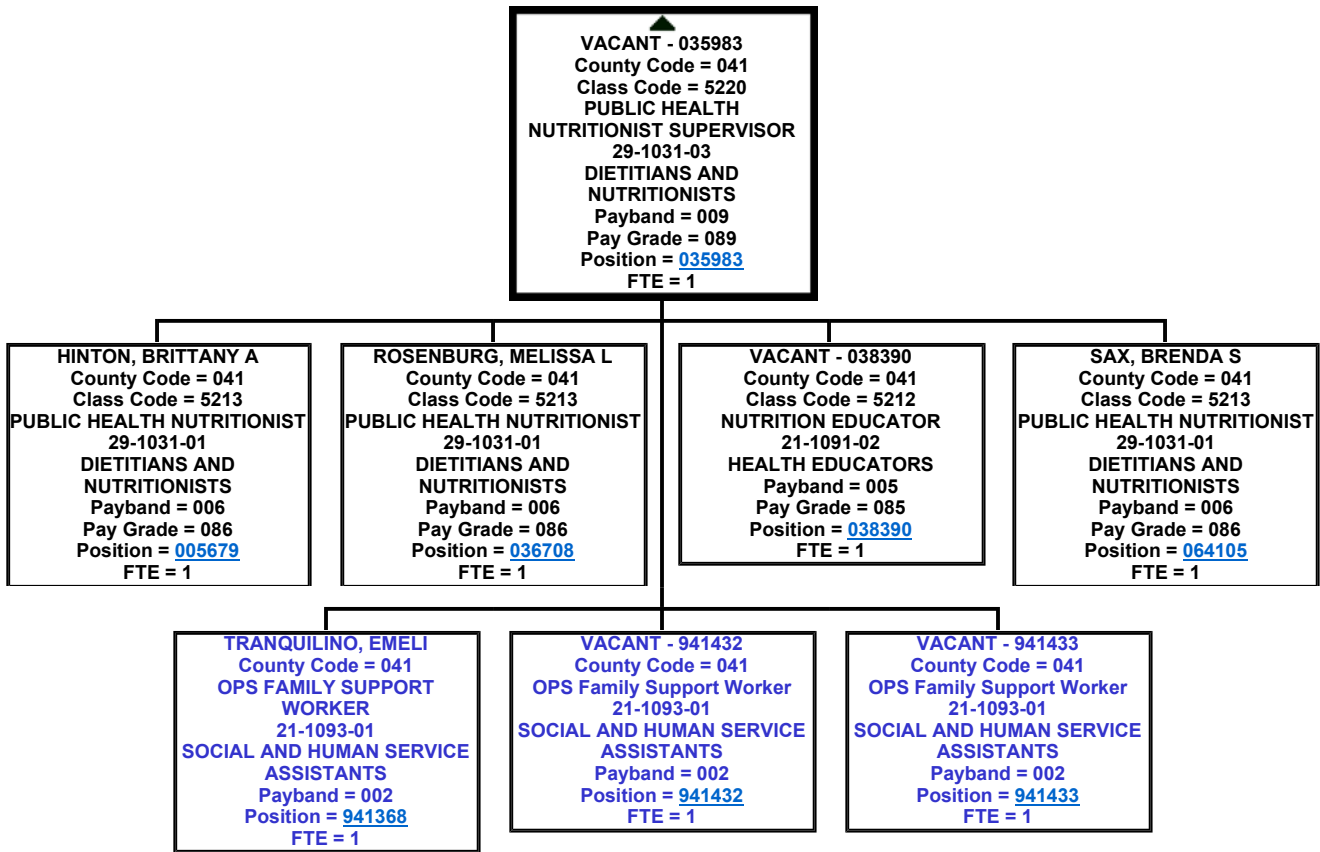 VACANT - 035983
County Code = 041
Class Code = 5220
PUBLIC HEALTH
NUTRITIONIST SUPERVISOR
29-1031-03
DIETITIANS AND
NUTRITIONISTS
Payband = 009
Pay Grade = 089
Position = 035983
FTE = 1
HINTON, BRITTANY A
County Code = 041
Class Code = 5213
PUBLIC HEALTH NUTRITIONIST
29-1031-01
DIETITIANS AND
NUTRITIONISTS
Payband = 006
Pay Grade = 086
Position = 005679
FTE = 1
ROSENBURG, MELISSA L
County Code = 041
Class Code = 5213
PUBLIC HEALTH NUTRITIONIST
29-1031-01
DIETITIANS AND
NUTRITIONISTS
Payband = 006
Pay Grade = 086
Position = 036708
FTE = 1
VACANT - 038390
County Code = 041
Class Code = 5212
NUTRITION EDUCATOR
21-1091-02
HEALTH EDUCATORS
Payband = 005
Pay Grade = 085
Position = 038390
FTE = 1
SAX, BRENDA S
County Code = 041
Class Code = 5213
PUBLIC HEALTH NUTRITIONIST
29-1031-01
DIETITIANS AND
NUTRITIONISTS
Payband = 006
Pay Grade = 086
Position = 064105
FTE = 1
TRANQUILINO, EMELI
County Code = 041
OPS FAMILY SUPPORT
WORKER
21-1093-01
SOCIAL AND HUMAN SERVICE
ASSISTANTS
Payband = 002
Position = 941368
FTE = 1
VACANT - 941432
County Code = 041
OPS Family Support Worker
21-1093-01
SOCIAL AND HUMAN SERVICE
ASSISTANTS
Payband = 002
Position = 941432
FTE = 1
VACANT - 941433
County Code = 041
OPS Family Support Worker
21-1093-01
SOCIAL AND HUMAN SERVICE
ASSISTANTS
Payband = 002
Position = 941433
FTE = 1